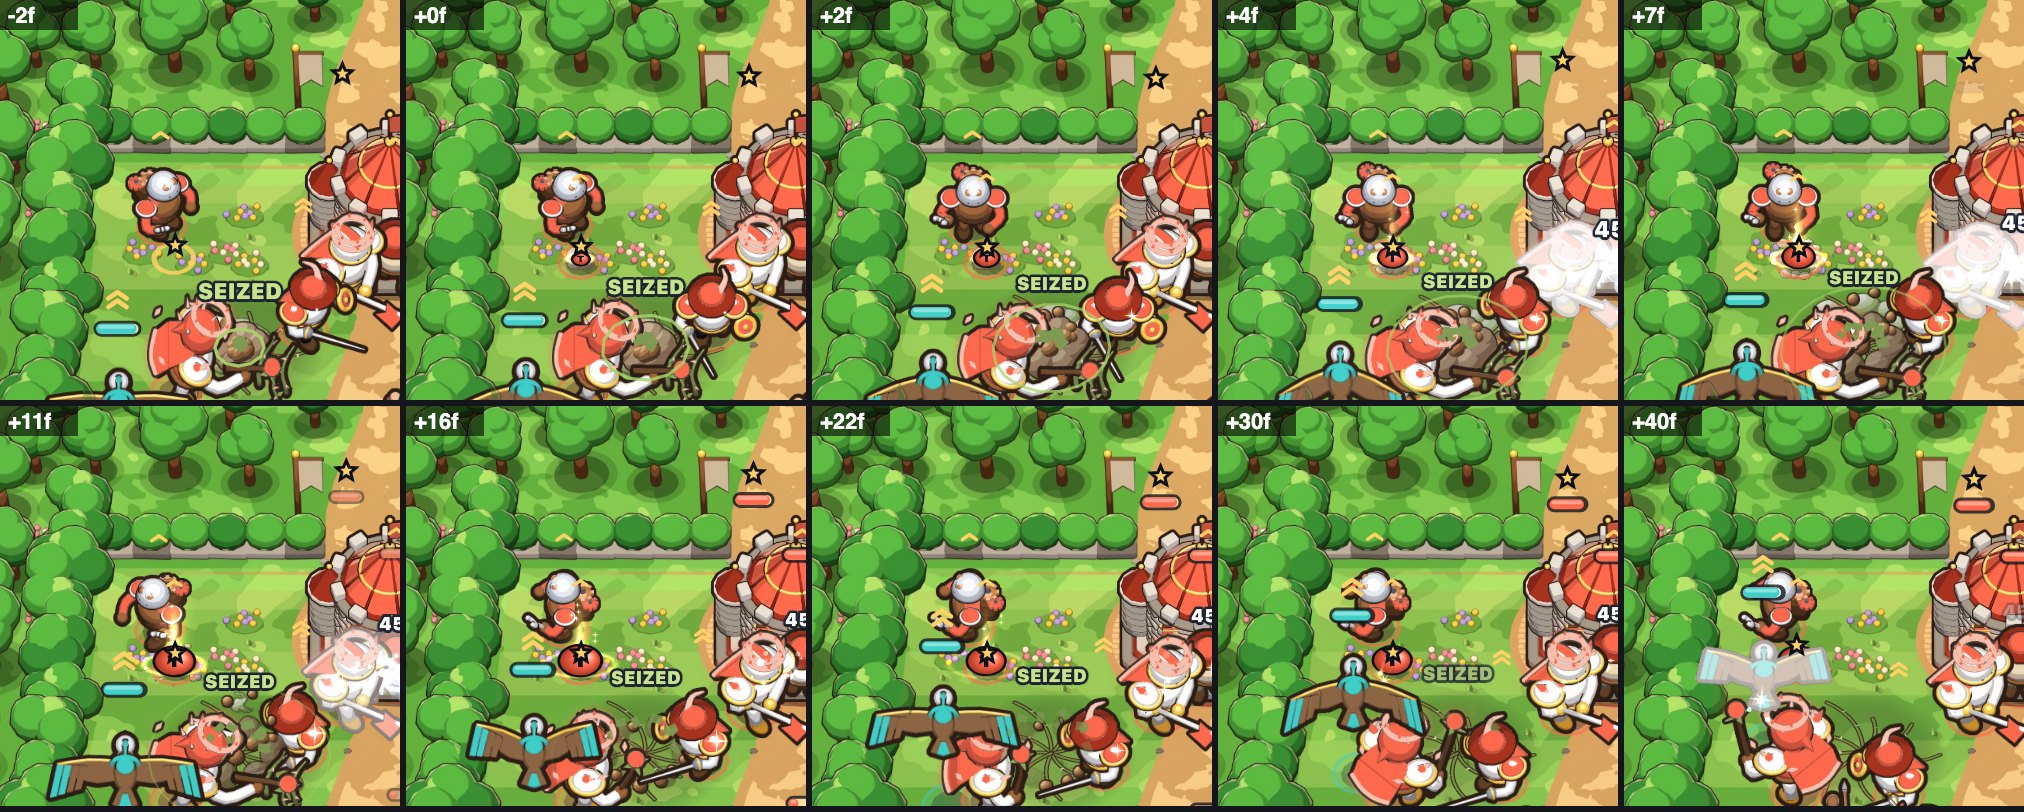 -2f
SEIZED
+0f
SEIZED
+2f
SEIZED
+4f
45
SEIZED
+7f
45
SEIZED
+11f
45
SEIZED
+16f
45
SEIZED
+22f
45
SEIZED
+30f
45
SEIZED
+40f
45